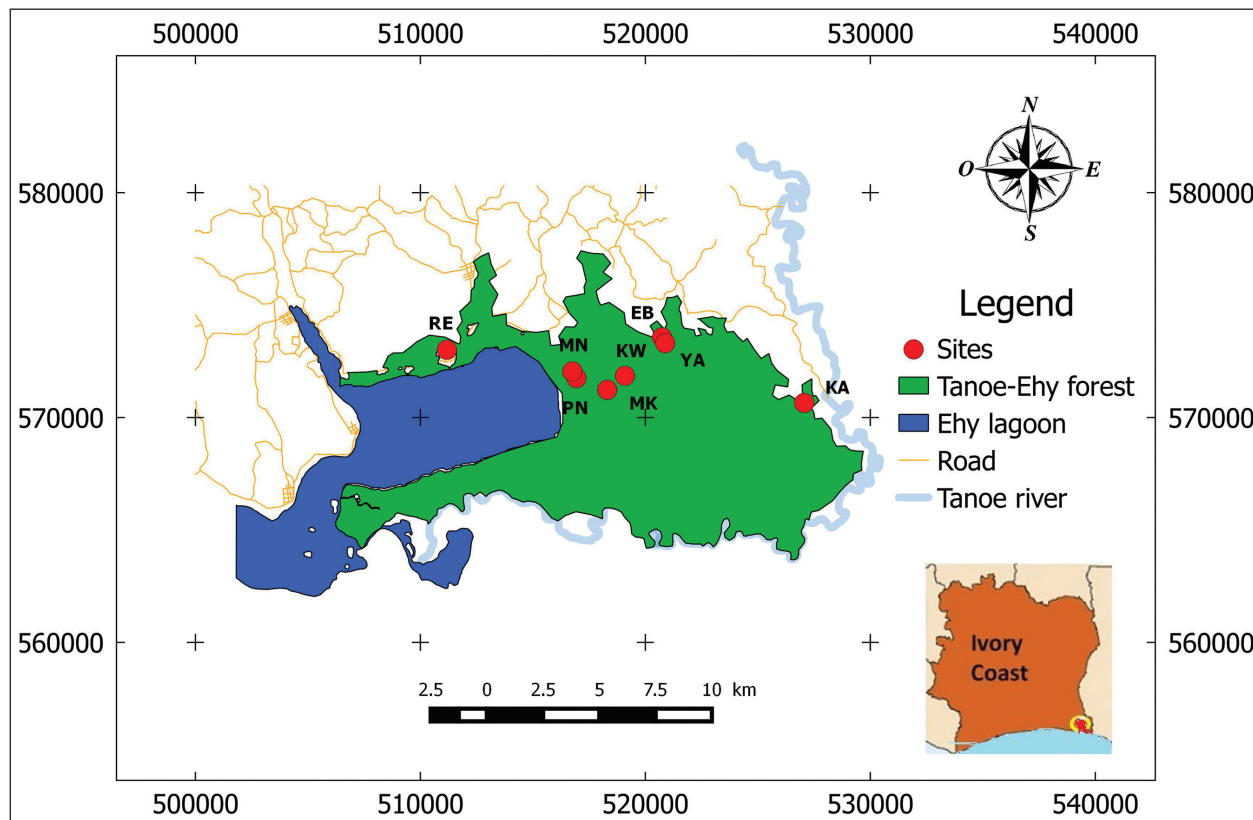 500000 510000 520000 530000 540000
N
O E
S
580000 580000
Legend
Sites
Tanoe-Ehy forest
Ehy lagoon
Road
Tanoe river
RE
EB
MN
KW
YA
PN
MK
KA
570000 570000
560000 560000
Ivory
Coast
2.5 0 2.5 5 7.5 10 km
500000 510000 520000 530000 540000